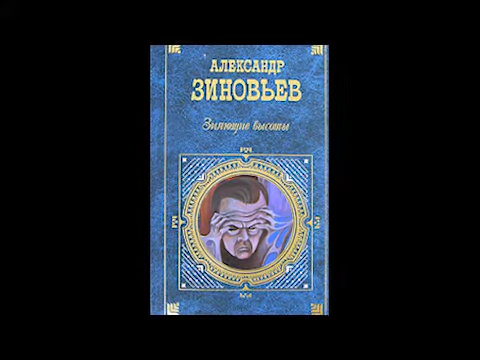 АЛЕКСАНДР
ЗИНОВЬЕВ
Зияющие высоты